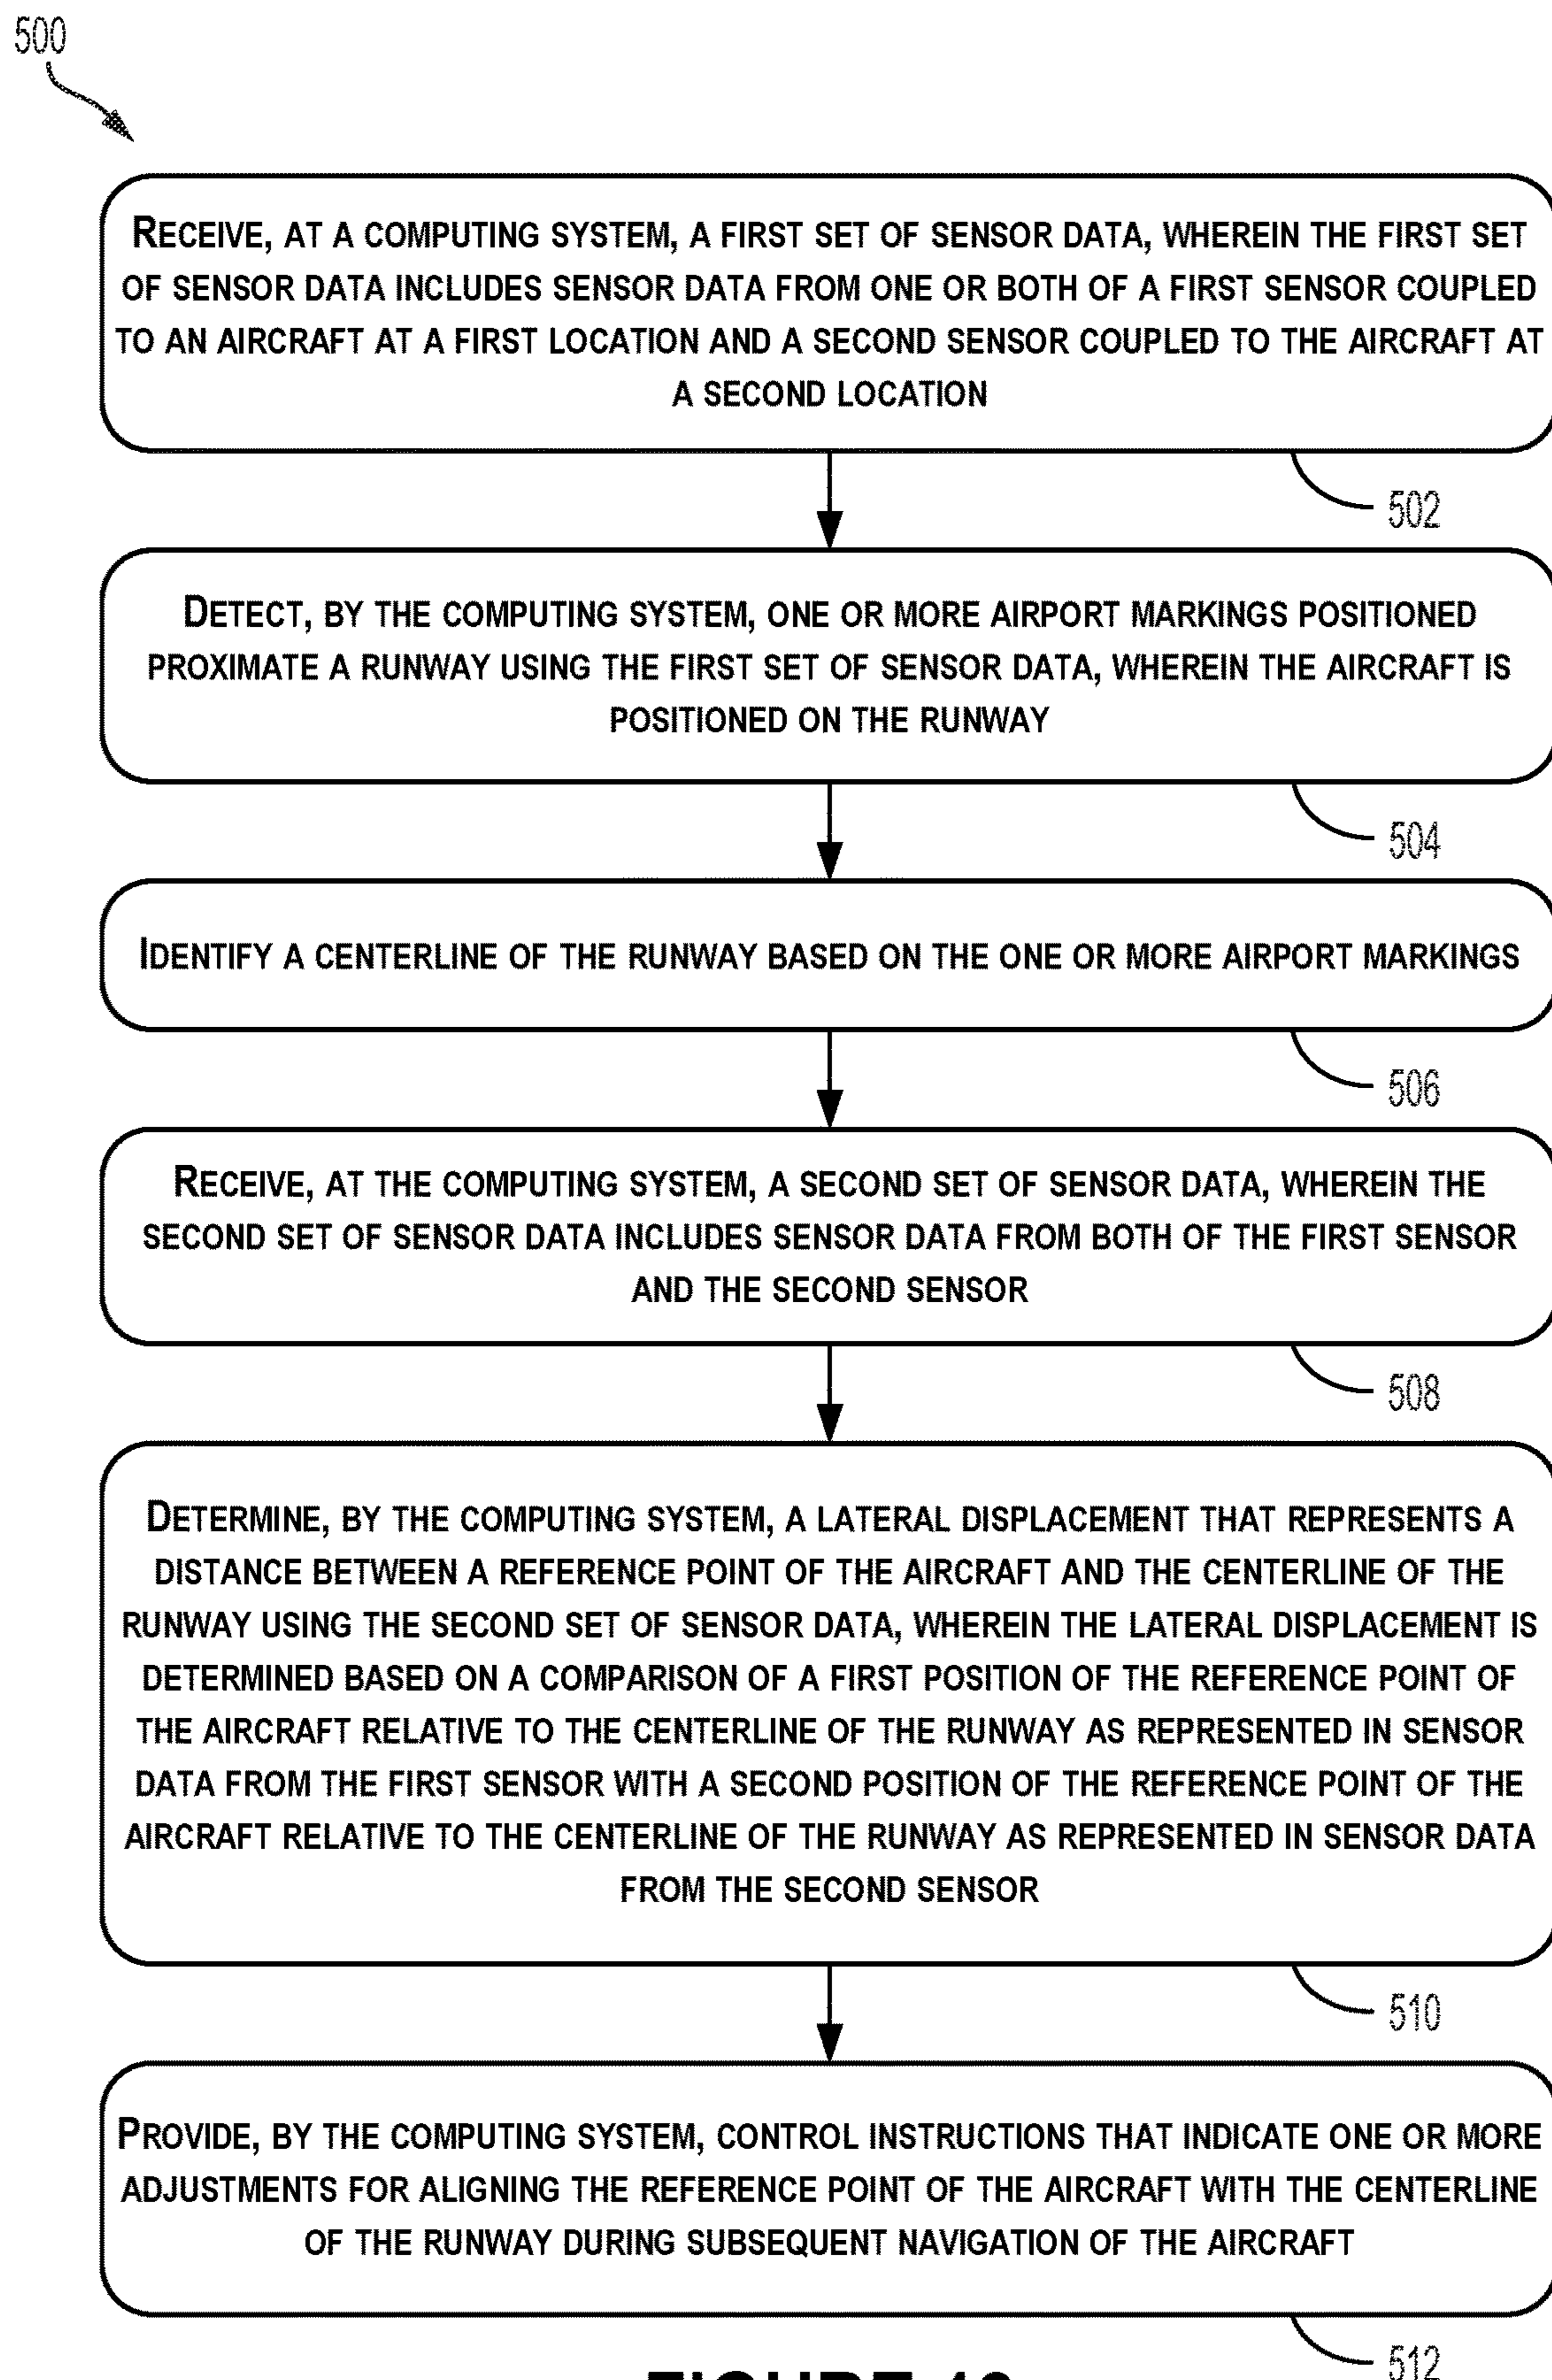 500
RECEIVE, AT A COMPUTING SYSTEM, A FIRST SET OF SENSOR DATA, WHEREIN THE FIRST SET
OF SENSOR DATA INCLUDES SENSOR DATA FROM ONE OR BOTH OF A FIRST SENSOR COUPLED
TO AN AIRCRAFT AT A FIRST LOCATION AND A SECOND SENSOR COUPLED TO THE AIRCRAFT AT
A SECOND LOCATION
502
DETECT, BY THE COMPUTING SYSTEM, ONE OR MORE AIRPORT MARKINGS POSITIONED
PROXIMATE A RUNWAY USING THE FIRST SET OF SENSOR DATA, WHEREIN THE AIRCRAFT IS
POSITIONED ON THE RUNWAY
504
IDENTIFY A CENTERLINE OF THE RUNWAY BASED ON THE ONE OR MORE AIRPORT MARKINGS
506
RECEIVE, AT THE COMPUTING SYSTEM, A SECOND SET OF SENSOR DATA, WHEREIN THE
SECOND SET OF SENSOR DATA INCLUDES SENSOR DATA FROM BOTH OF THE FIRST SENSOR
AND THE SECOND SENSOR
508
DETERMINE, BY THE COMPUTING SYSTEM, A LATERAL DISPLACEMENT THAT REPRESENTS A
DISTANCE BETWEEN A REFERENCE POINT OF THE AIRCRAFT AND THE CENTERLINE OF THE
RUNWAY USING THE SECOND SET OF SENSOR DATA, WHEREIN THE LATERAL DISPLACEMENT IS
DETERMINED BASED ON A COMPARISON OF A FIRST POSITION OF THE REFERENCE POINT OF
THE AIRCRAFT RELATIVE TO THE CENTERLINE OF THE RUNWAY AS REPRESENTED IN SENSOR
DATA FROM THE FIRST SENSOR WITH A SECOND POSITION OF THE REFERENCE POINT OF THE
AIRCRAFT RELATIVE TO THE CENTERLINE OF THE RUNWAY AS REPRESENTED IN SENSOR DATA
FROM THE SECOND SENSOR
510
PROVIDE, BY THE COMPUTING SYSTEM, CONTROL INSTRUCTIONS THAT INDICATE ONE OR MORE
ADJUSTMENTS FOR ALIGNING THE REFERENCE POINT OF THE AIRCRAFT WITH THE CENTERLINE
OF THE RUNWAY DURING SUBSEQUENT NAVIGATION OF THE AIRCRAFT
512
FIGURE